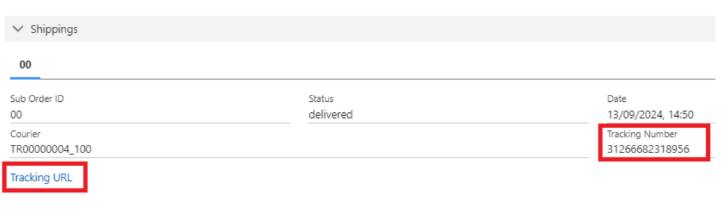 Shippings
00
Sub Order ID Status Date
00 delivered 13/09/2024, 14:50
Courier Tracking Number
TR00000004_100 31266682318956
Tracking URL